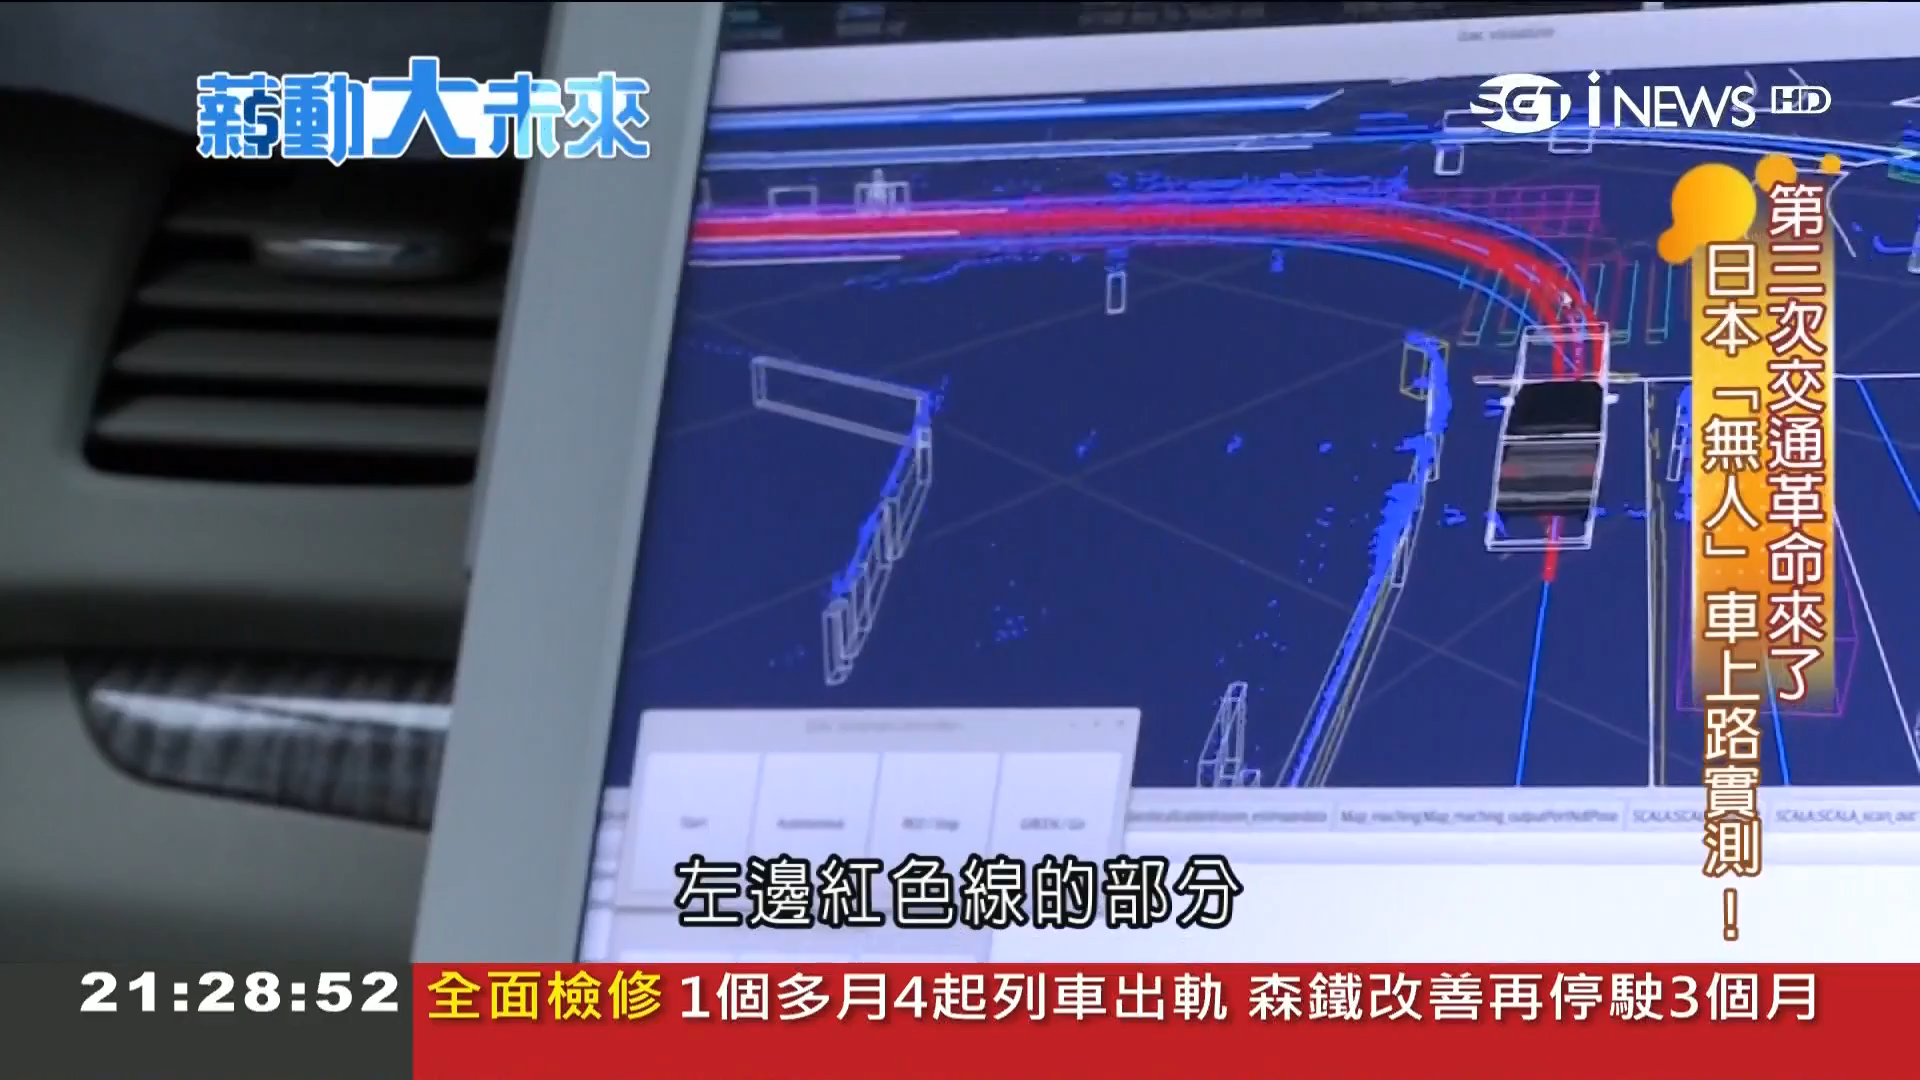 薪動大未來
SET iNEWS HD
第三次交通革命來了
日本「無人」車上路實測！
Start
Autonomous
左邊紅色線的部分
21:28:52
全面檢修 1個多月4起列車出軌 森鐵改善再停駛3個月